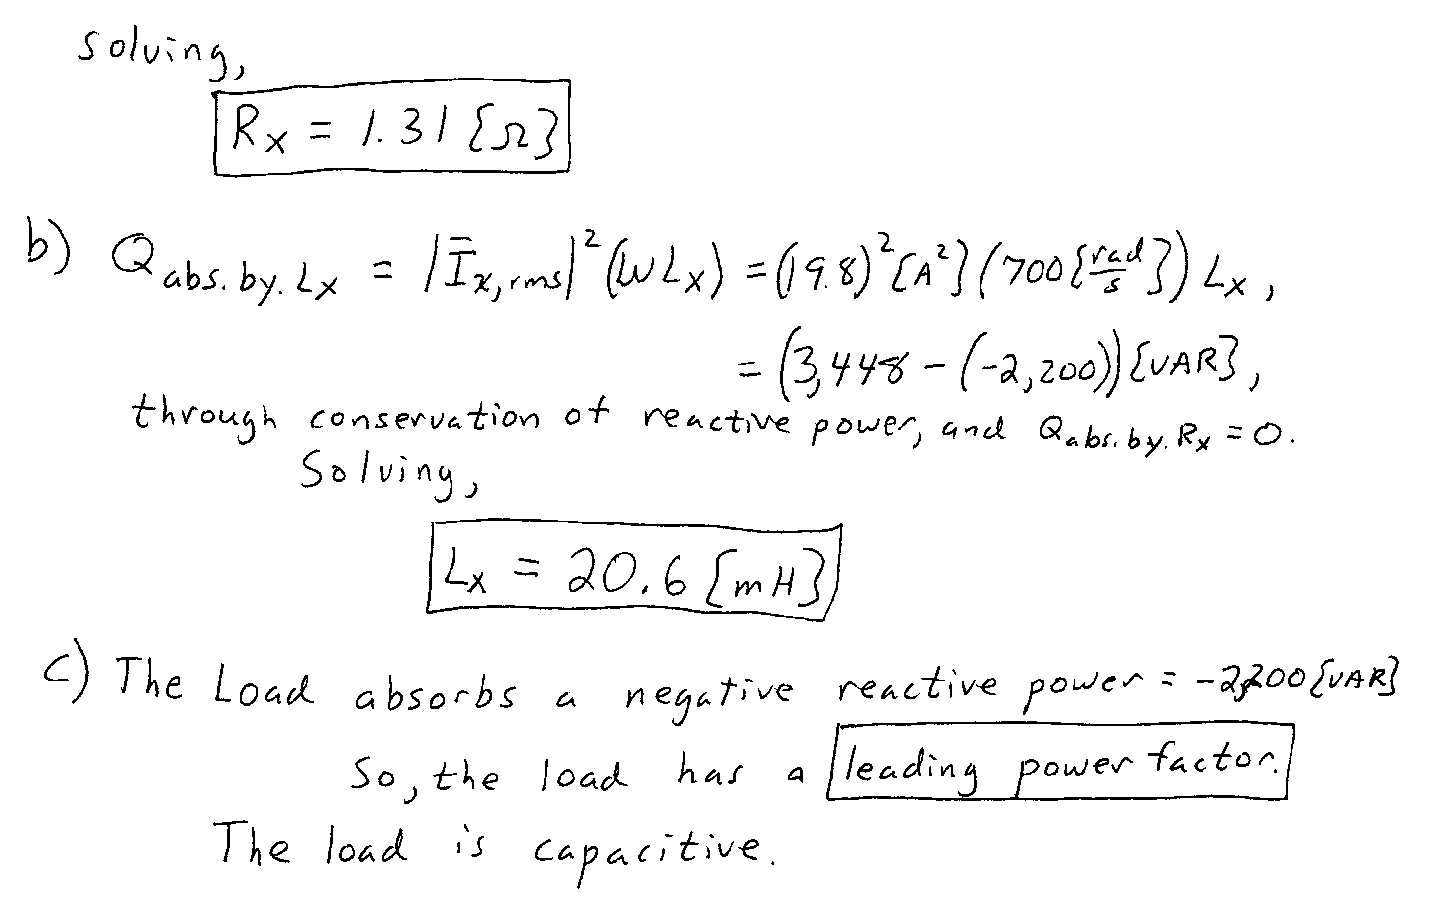 solving,
Rx = 1.31 [Ω]
b) Q abs. by. Lx = |Īx,rms|² (ωLx) = (19.8)² [A²] (700 [rad/s]) Lx ,
= (3,448 - (-2,200)) [VAR],
through conservation of reactive power, and Qabs. by. Rx = 0.
Solving,
Lx = 20.6 [mH]
c) The Load absorbs a negative reactive power = -2,200 [VAR]
So, the load has a leading power factor.
The load is capacitive.